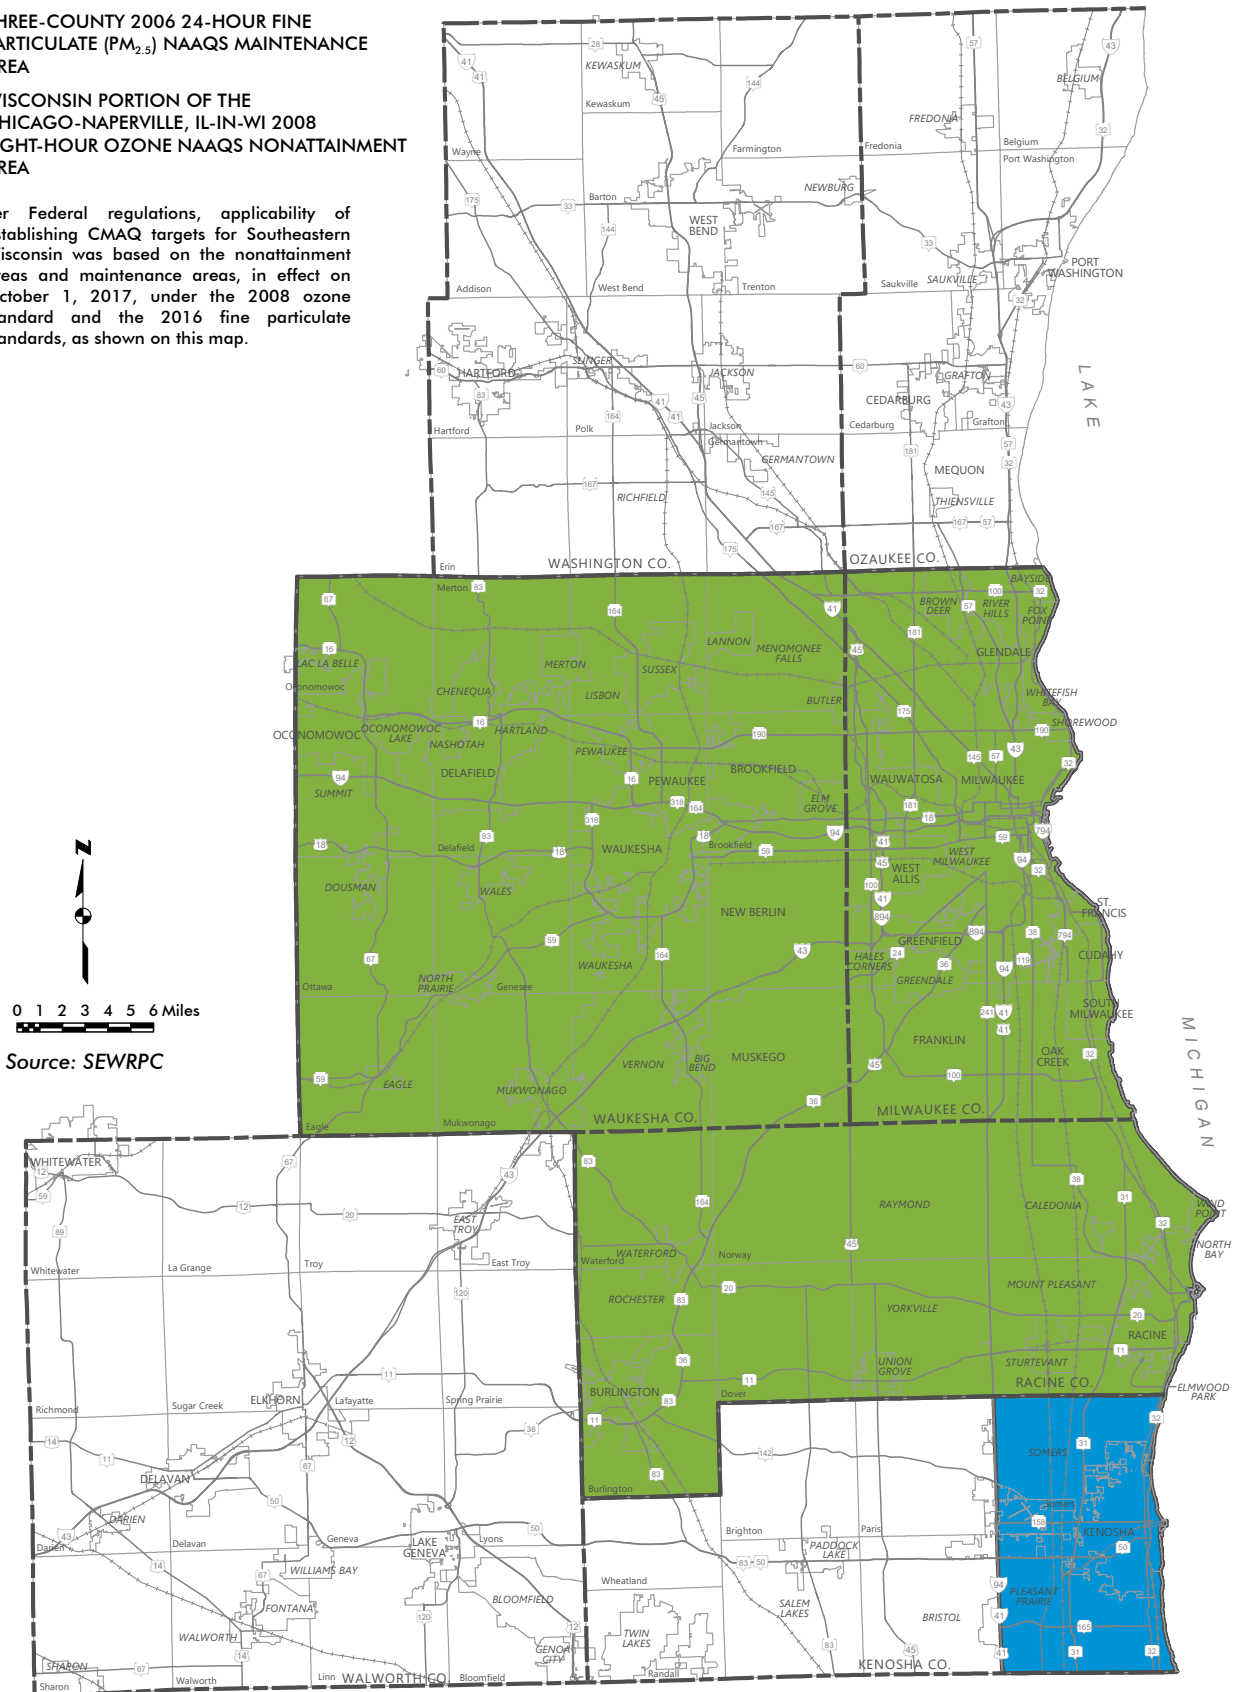 HREE-COUNTY 2006 24-HOUR FINE
ARTICULATE (PM2.5) NAAQS MAINTENANCE
REA
ISCONSIN PORTION OF THE
HICAGO-NAPERVILLE, IL-IN-WI 2008
IGHT-HOUR OZONE NAAQS NONATTAINMENT
REA
er Federal regulations, applicability of
stablishing CMAQ targets for Southeastern
isconsin was based on the nonattainment
reas and maintenance areas, in effect on
ctober 1, 2017, under the 2008 ozone
andard and the 2016 fine particulate
andards, as shown on this map.
KEWASKUM
Kewaskum
Wayne
Farmington
Barton
WEST
BEND
NEWBURG
Addison
West Bend
Trenton
BELGIUM
FREDONIA
Fredonia
Belgium
Port Washington
PORT
WASHINGTON
Saukville
SAUKVILLE
HARTFORD
SLINGER
JACKSON
Hartford
Polk
Jackson
Germantown
GERMANTOWN
RICHFIELD
Erin
WASHINGTON CO.
GRAFTON
CEDARBURG
Cedarburg
Grafton
MEQUON
THIENSVILLE
OZAUKEE CO.
LAKE
MICHIGAN
Merton
LAC LA BELLE
Oconomowoc
OCONOMOWOC
OCONOMOWOC
LAKE
CHENEQUA
MERTON
LISBON
SUSSEX
LANNON
MENOMONEE
FALLS
BUTLER
NASHOTAH
HARTLAND
PEWAUKEE
DELAFIELD
PEWAUKEE
BROOKFIELD
ELM
GROVE
SUMMIT
Delafield
WAUKESHA
Brookfield
DOUSMAN
WALES
NEW BERLIN
WAUKESHA
NORTH
PRAIRIE
Ottawa
Genesee
VERNON
BIG
BEND
MUSKEGO
EAGLE
MUKWONAGO
Eagle
Mukwonago
WAUKESHA CO.
BAYSIDE
BROWN
DEER
RIVER
HILLS
FOX
POINT
GLENDALE
WHITEFISH
BAY
SHOREWOOD
WAUWATOSA
MILWAUKEE
WEST
MILWAUKEE
WEST
ALLIS
ST.
FRANCIS
GREENFIELD
HALES
CORNERS
GREENDALE
CUDAHY
SOUTH
MILWAUKEE
FRANKLIN
OAK
CREEK
MILWAUKEE CO.
N
0 1 2 3 4 5 6 Miles
Source: SEWRPC
WHITEWATER
EAST
TROY
Whitewater
La Grange
Troy
East Troy
ELKHORN
Richmond
Sugar Creek
Lafayette
Spring Prairie
DELAVAN
DARIEN
Darien
Delavan
Geneva
LAKE
GENEVA
Lyons
WILLIAMS BAY
FONTANA
WALWORTH
BLOOMFIELD
GENOA
CITY
SHARON
Sharon
Walworth
Linn
WALWORTH CO.
Bloomfield
RAYMOND
CALEDONIA
WIND
POINT
NORTH
BAY
WATERFORD
Waterford
Norway
ROCHESTER
YORKVILLE
MOUNT PLEASANT
RACINE
UNION
GROVE
STURTEVANT
RACINE CO.
ELMWOOD
PARK
BURLINGTON
Dover
Burlington
Brighton
Paris
PADDOCK
LAKE
Wheatland
SALEM
LAKES
TWIN
LAKES
BRISTOL
Randall
KENOSHA CO.
SOMERS
Somers
KENOSHA
PLEASANT
PRAIRIE